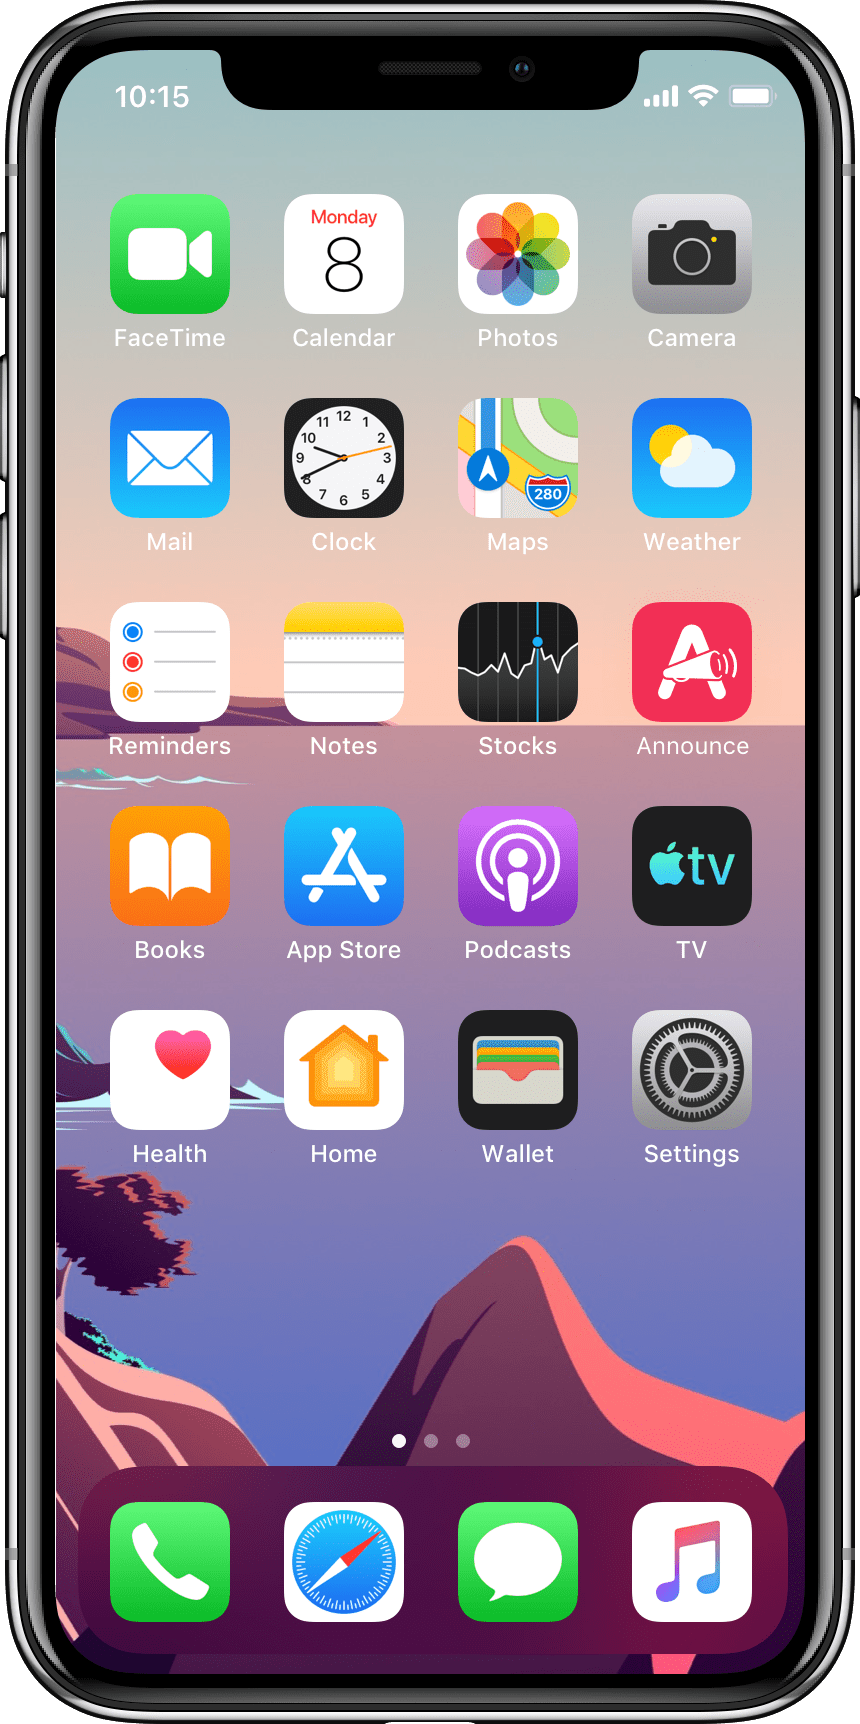 10:15
Monday
8
FaceTime
Calendar
Photos
Camera
12
11 1
10 2
9 3
8 4
7 5
6
280
Mail
Clock
Maps
Weather
Reminders
Notes
Stocks
Announce
tv
Books
App Store
Podcasts
TV
Health
Home
Wallet
Settings